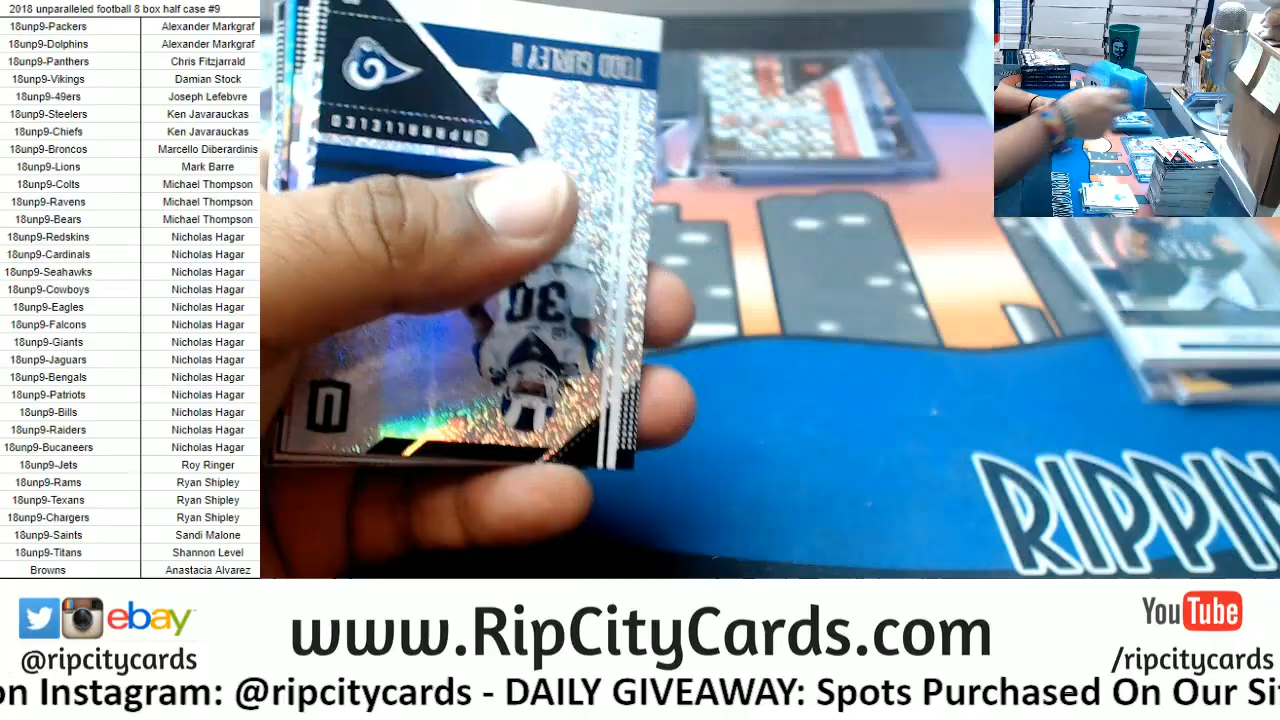 2018 unparalleled football 8 box half case #9
18unp9-Packers Alexander Markgraf
18unp9-Dolphins Alexander Markgraf
18unp9-Panthers Chris Fitzjarrald
18unp9-Vikings Damian Stock
18unp9-49ers Joseph Lefebvre
18unp9-Steelers Ken Javarauckas
18unp9-Chiefs Ken Javarauckas
18unp9-Broncos Marcello Diberardinis
18unp9-Lions Mark Barre
18unp9-Colts Michael Thompson
18unp9-Ravens Michael Thompson
18unp9-Bears Michael Thompson
18unp9-Redskins Nicholas Hagar
18unp9-Cardinals Nicholas Hagar
18unp9-Seahawks Nicholas Hagar
18unp9-Cowboys Nicholas Hagar
18unp9-Eagles Nicholas Hagar
18unp9-Falcons Nicholas Hagar
18unp9-Giants Nicholas Hagar
18unp9-Jaguars Nicholas Hagar
18unp9-Bengals Nicholas Hagar
18unp9-Patriots Nicholas Hagar
18unp9-Bills Nicholas Hagar
18unp9-Raiders Nicholas Hagar
18unp9-Bucaneers Nicholas Hagar
18unp9-Jets Roy Ringer
18unp9-Rams Ryan Shipley
18unp9-Texans Ryan Shipley
18unp9-Chargers Ryan Shipley
18unp9-Saints Sandi Malone
18unp9-Titans Shannon Level
Browns Anastacia Alvarez
TODD GURLEY II
UNPARALLELED
30
U
RIPPIN
ebay
@ripcitycards
www.RipCityCards.com
YouTube
/ripcitycards
on Instagram: @ripcitycards - DAILY GIVEAWAY: Spots Purchased On Our Si